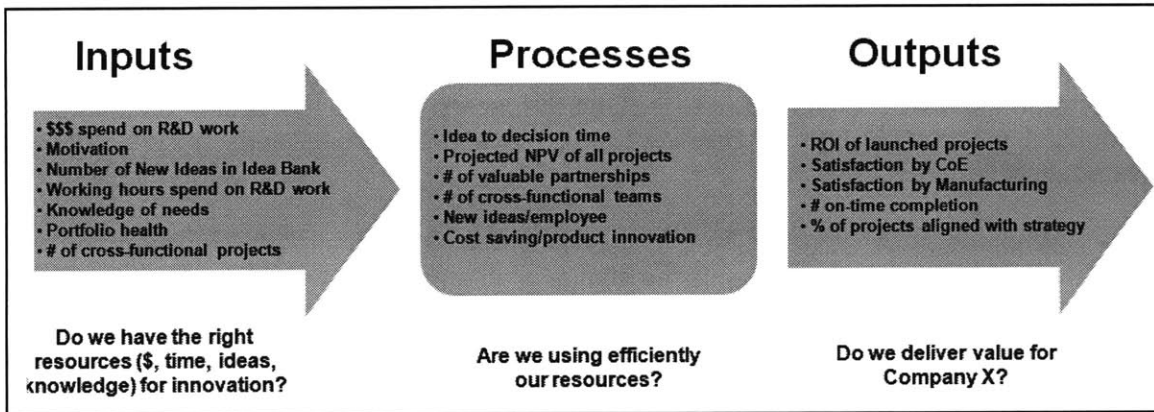 Inputs
• $$$ spend on R&D work
• Motivation
• Number of New Ideas in Idea Bank
• Working hours spend on R&D work
• Knowledge of needs
• Portfolio health
• # of cross-functional projects
Do we have the right
resources ($, time, ideas,
knowledge) for innovation?
Processes
• Idea to decision time
• Projected NPV of all projects
• # of valuable partnerships
• # of cross-functional teams
• New ideas/employee
• Cost saving/product innovation
Are we using efficiently
our resources?
Outputs
• ROI of launched projects
• Satisfaction by CoE
• Satisfaction by Manufacturing
• # on-time completion
• % of projects aligned with strategy
Do we deliver value for
Company X?